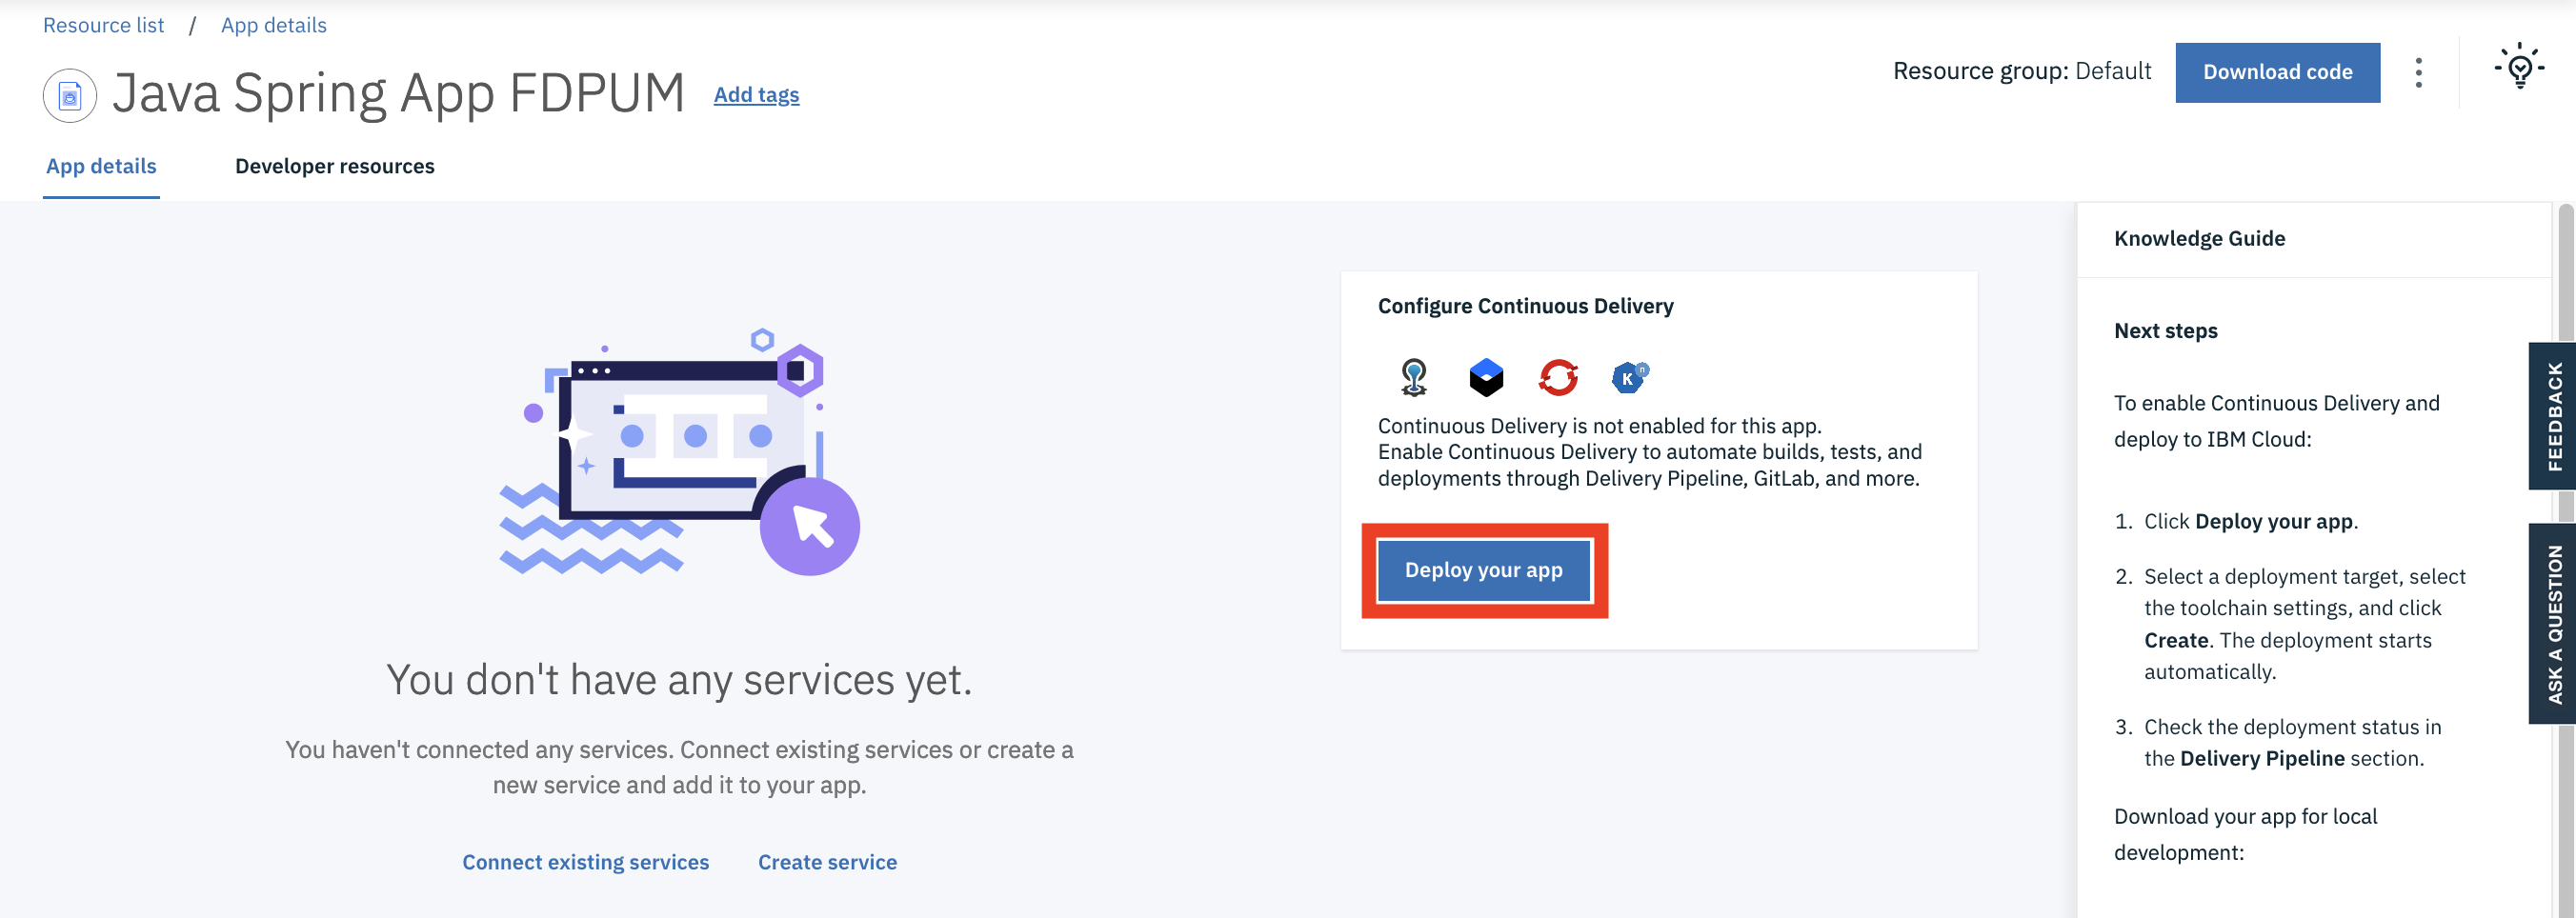 Resource list / App details
Java Spring App FDPUM Add tags
Resource group: Default Download code
App details Developer resources
You don't have any services yet.
You haven't connected any services. Connect existing services or create a
new service and add it to your app.
Connect existing services Create service
Configure Continuous Delivery
K n
Continuous Delivery is not enabled for this app.
Enable Continuous Delivery to automate builds, tests, and
deployments through Delivery Pipeline, GitLab, and more.
Deploy your app
Knowledge Guide
Next steps
To enable Continuous Delivery and
deploy to IBM Cloud:
1. Click Deploy your app.
2. Select a deployment target, select
the toolchain settings, and click
Create. The deployment starts
automatically.
3. Check the deployment status in
the Delivery Pipeline section.
Download your app for local
development:
FEEDBACK
ASK A QUESTION